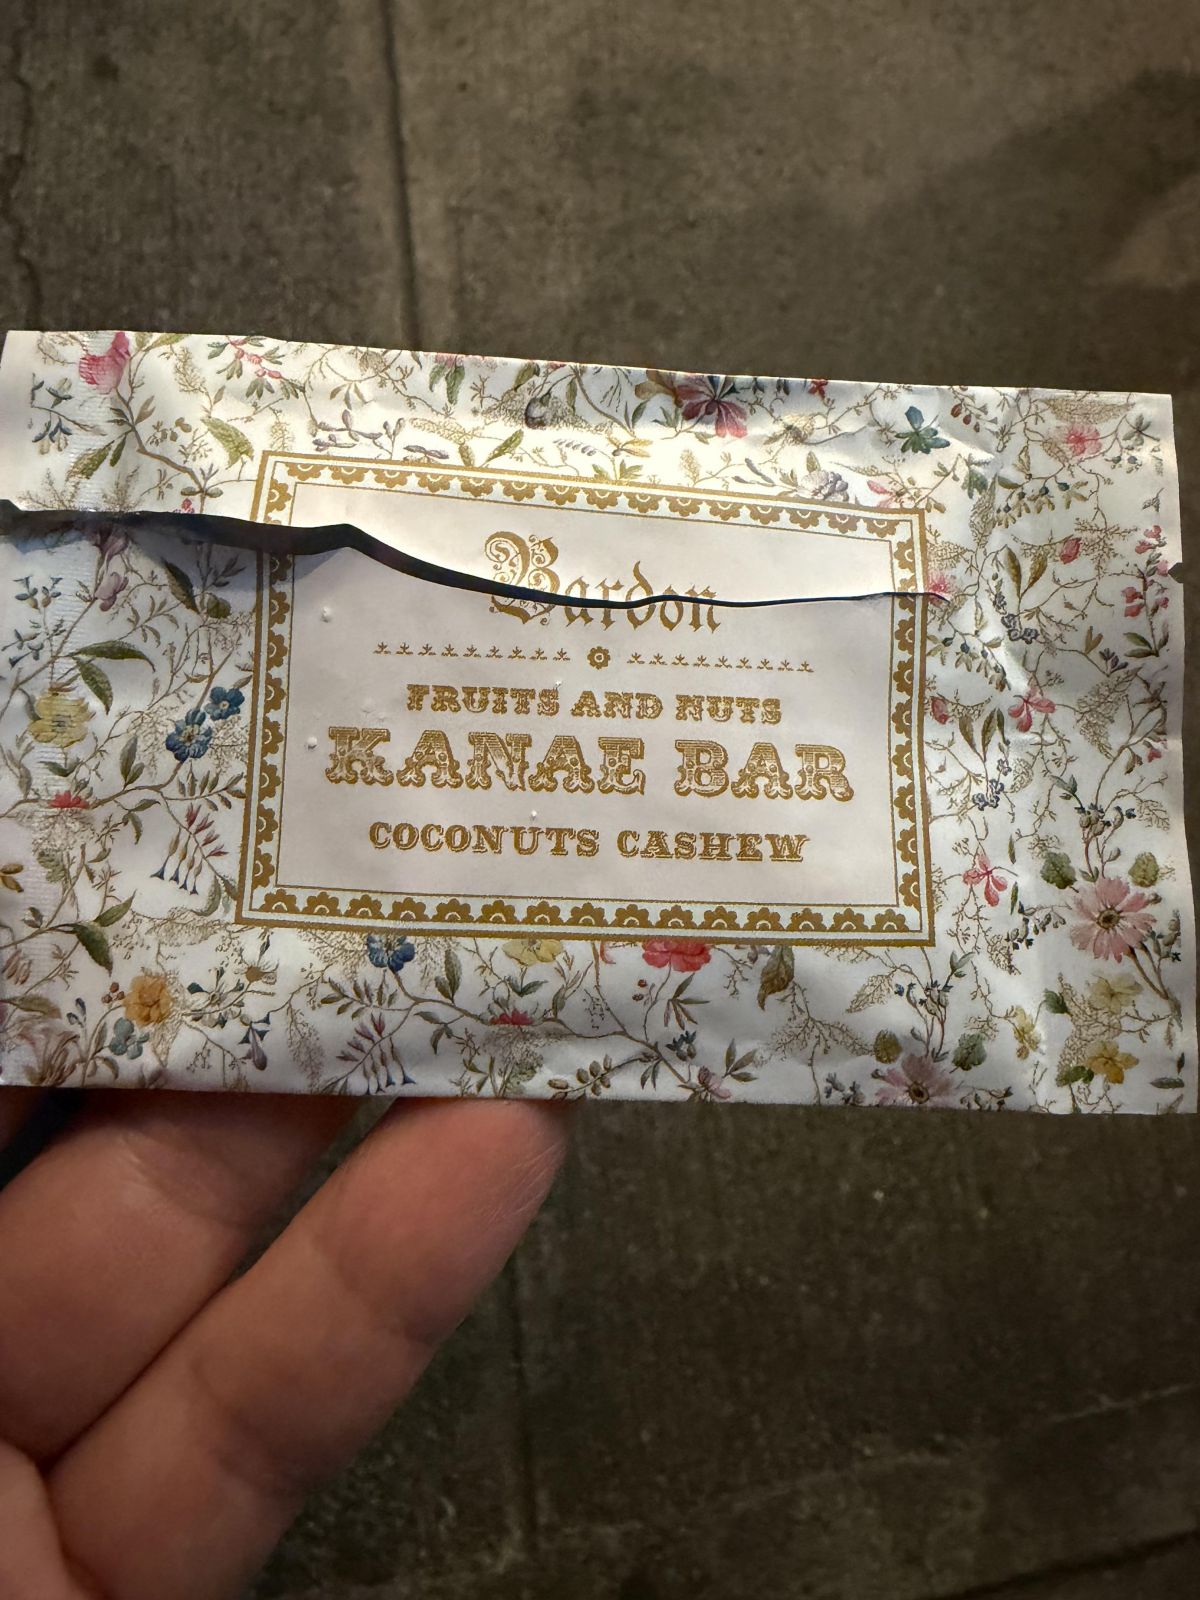 Bardon
FRUITS AND NUTS
KANAE BAR
COCONUTS CASHEW